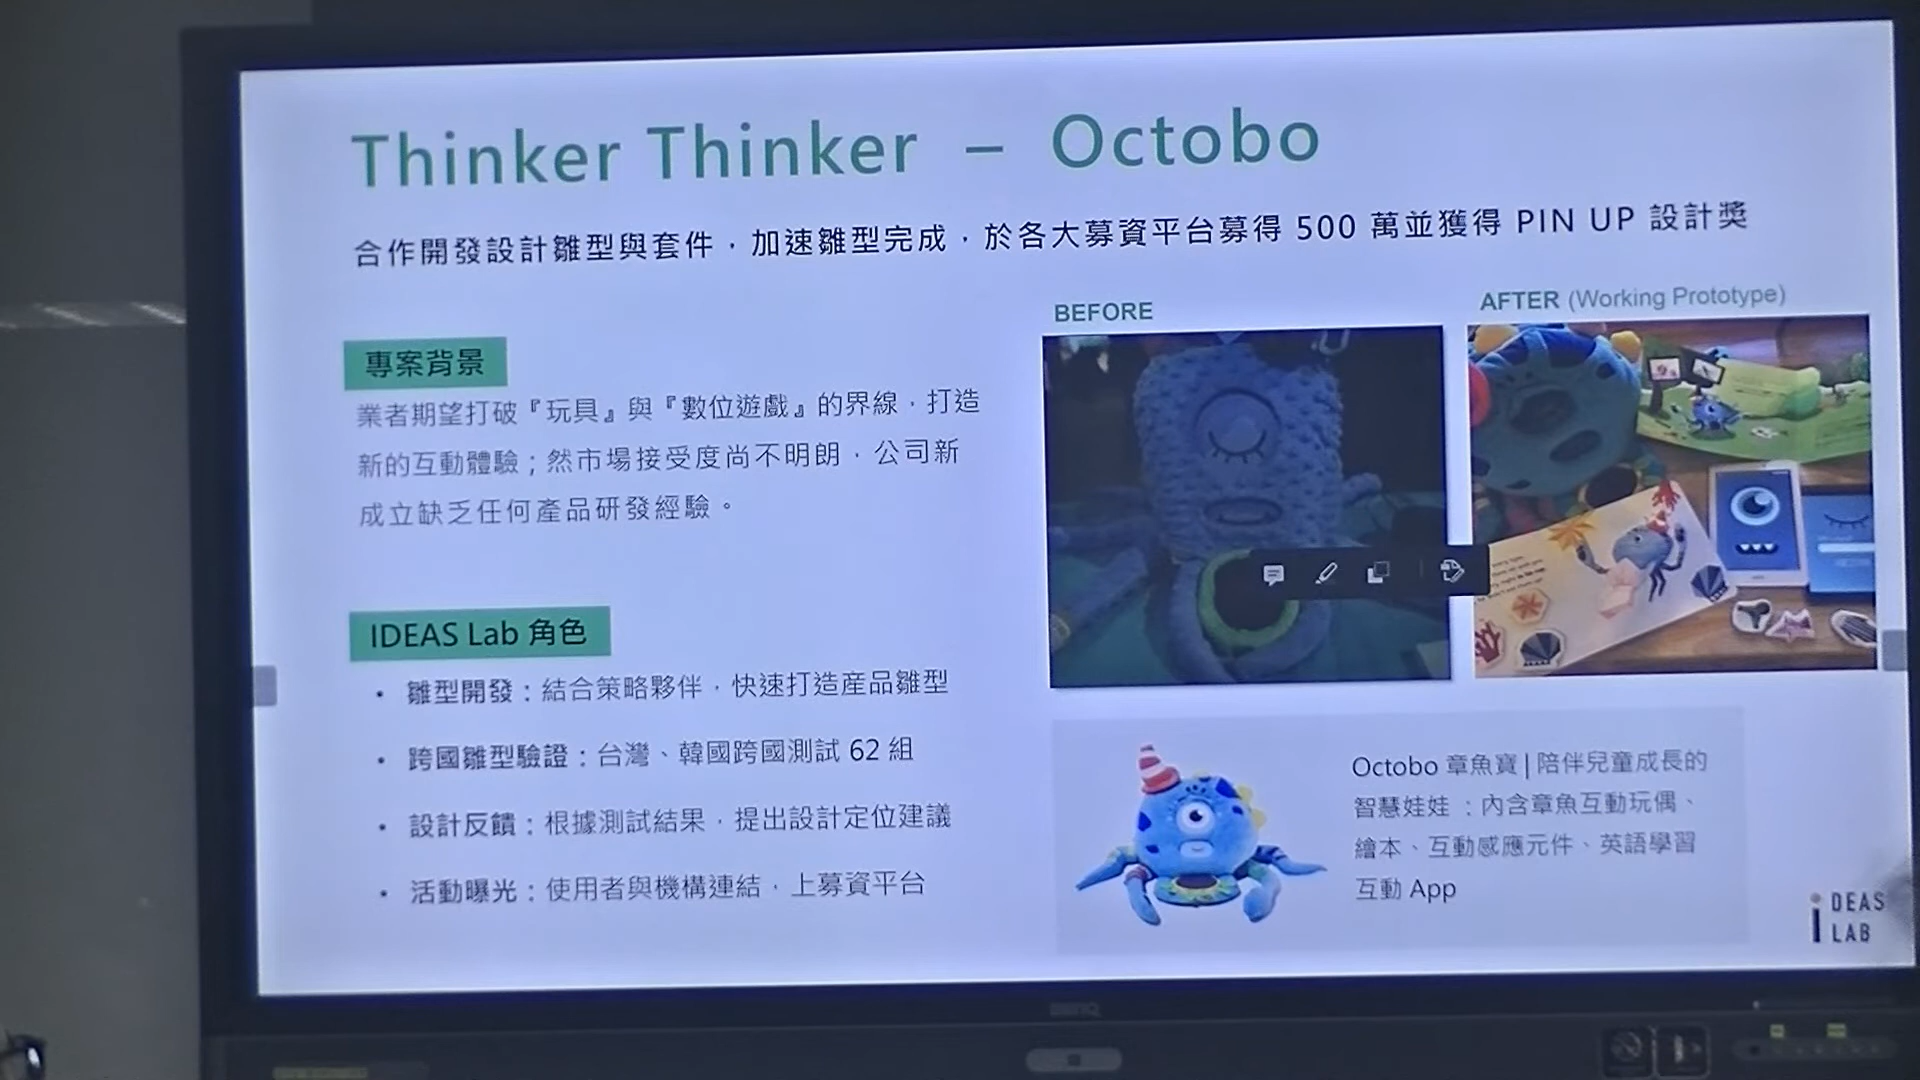 Thinker Thinker – Octobo
合作開發設計雛型與套件，加速雛型完成，於各大募資平台募得 500 萬並獲得 PIN UP 設計獎
專案背景
業者期望打破『玩具』與『數位遊戲』的界線，打造
新的互動體驗；然市場接受度尚不明朗，公司新
成立缺乏任何產品研發經驗。
IDEAS Lab 角色
• 雛型開發：結合策略夥伴，快速打造產品雛型
• 跨國雛型驗證：台灣、韓國跨國測試 62 組
• 設計反饋：根據測試結果，提出設計定位建議
• 活動曝光：使用者與機構連結，上募資平台
BEFORE
AFTER (Working Prototype)
Octobo 章魚寶 | 陪伴兒童成長的
智慧娃娃 ：內含章魚互動玩偶、
繪本、互動感應元件、英語學習
互動 App
iDEAS
LAB
BenQ